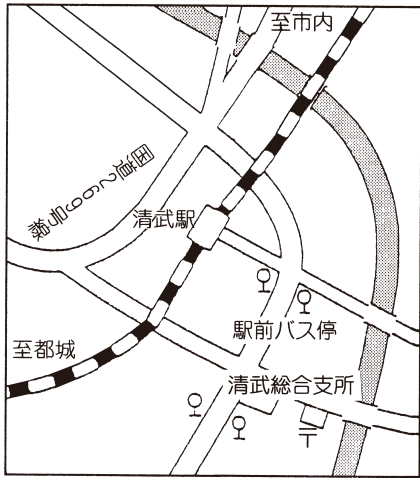 至市内
国道269号線
清武駅
駅前バス停
至都城
清武総合支所
〒